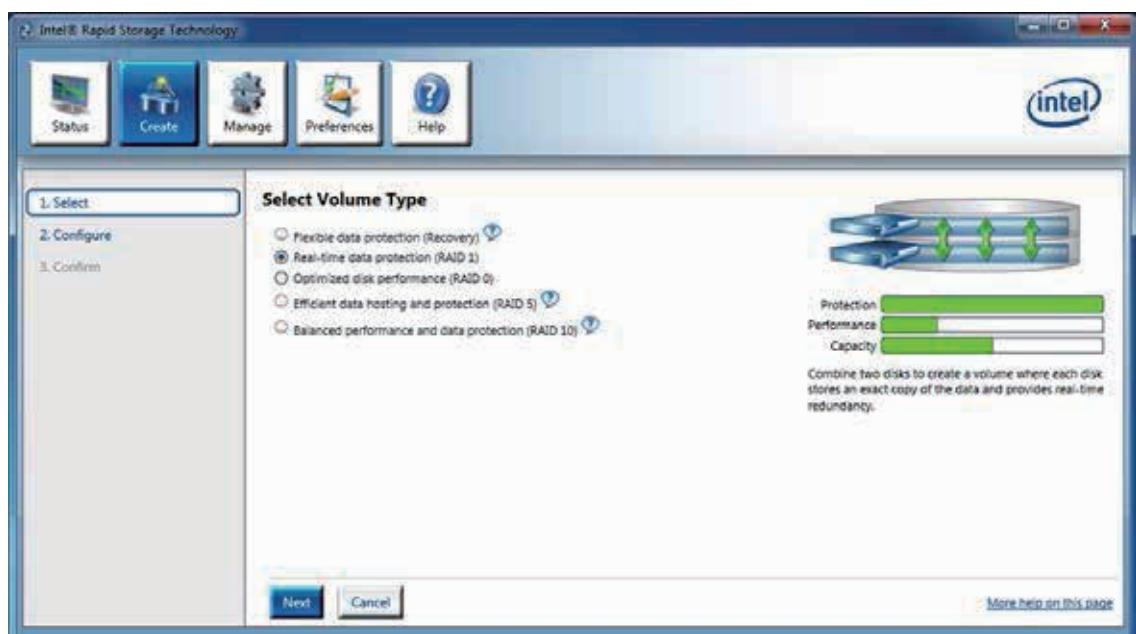 Intel® Rapid Storage Technology
Status
Create
Manage
Preferences
Help
intel
1. Select
2. Configure
3. Confirm
Select Volume Type
Flexible data protection (Recovery)
Real-time data protection (RAID 1)
Optimized disk performance (RAID 0)
Efficient data hosting and protection (RAID 5)
Balanced performance and data protection (RAID 10)
Protection
Performance
Capacity
Combine two disks to create a volume where each disk
stores an exact copy of the data and provides real-time
redundancy.
Next
Cancel
More help on this page